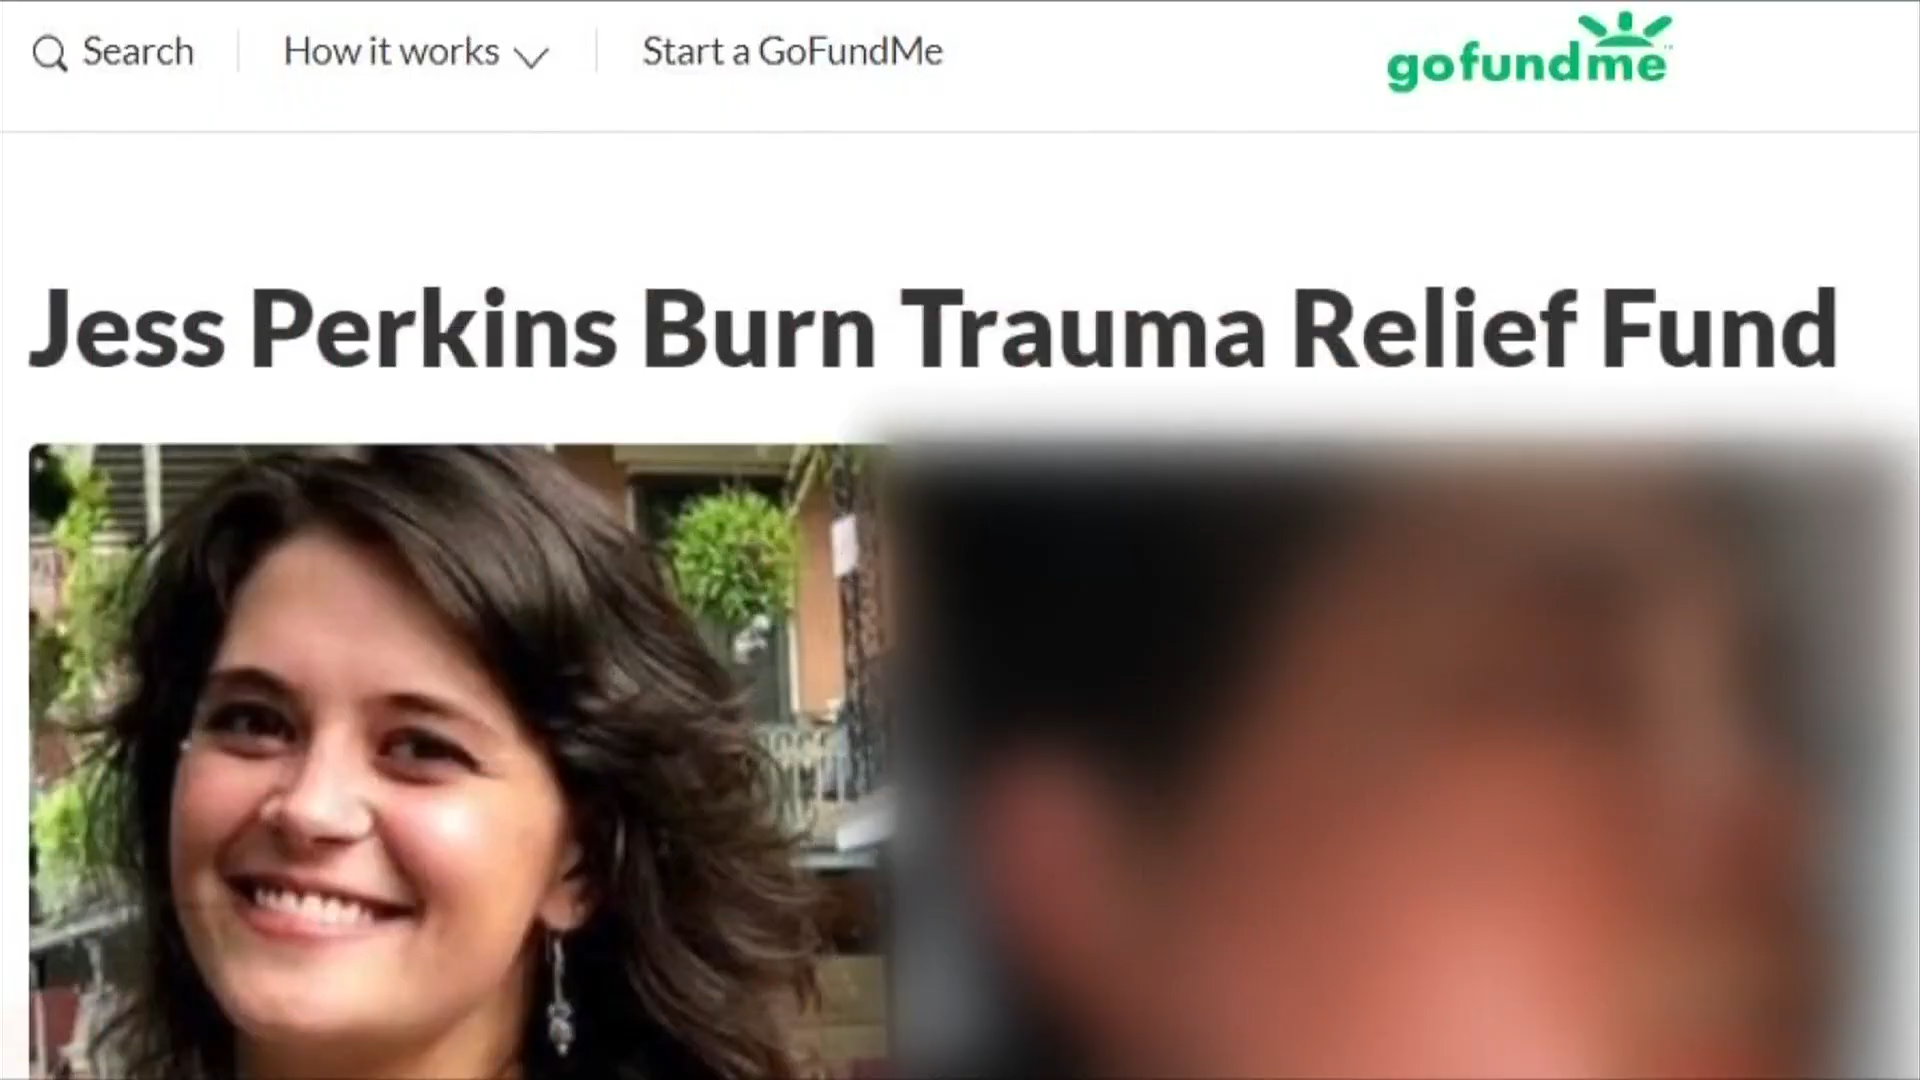 Search
How it works
Start a GoFundMe
gofundme
Jess Perkins Burn Trauma Relief Fund